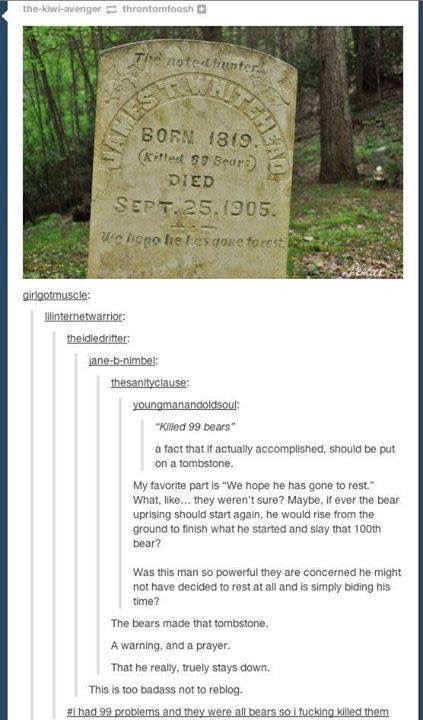 the-kiwi-avenger throntomfoosh
The noted hunter,
JAMES T. WHITEHEAD
BORN 1819.
(Killed 99 Bears)
DIED
SEPT. 25. 1905.
We hope he has gone to rest
girlgotmuscle:
lilinternetwarrior:
theidledrifter:
jane-b-nimbel:
thesanityclause:
youngmanandoldsoul:
"Killed 99 bears"
a fact that if actually accomplished, should be put
on a tombstone.
My favorite part is "We hope he has gone to rest."
What, like... they weren't sure? Maybe, if ever the bear
uprising should start again, he would rise from the
ground to finish what he started and slay that 100th
bear?
Was this man so powerful they are concerned he might
not have decided to rest at all and is simply biding his
time?
The bears made that tombstone.
A warning, and a prayer.
That he really, truely stays down.
This is too badass not to reblog.
#i had 99 problems and they were all bears so i fucking killed them